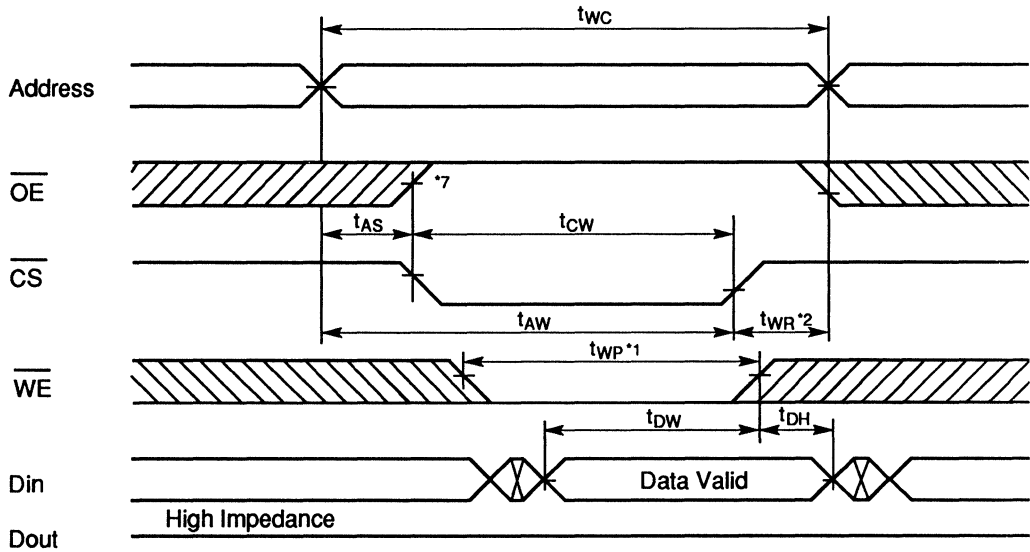 tWC
Address
OE
*7
tAS
tCW
CS
tAW
tWR*2
tWP*1
WE
tDW
tDH
Din
Data Valid
High Impedance
Dout